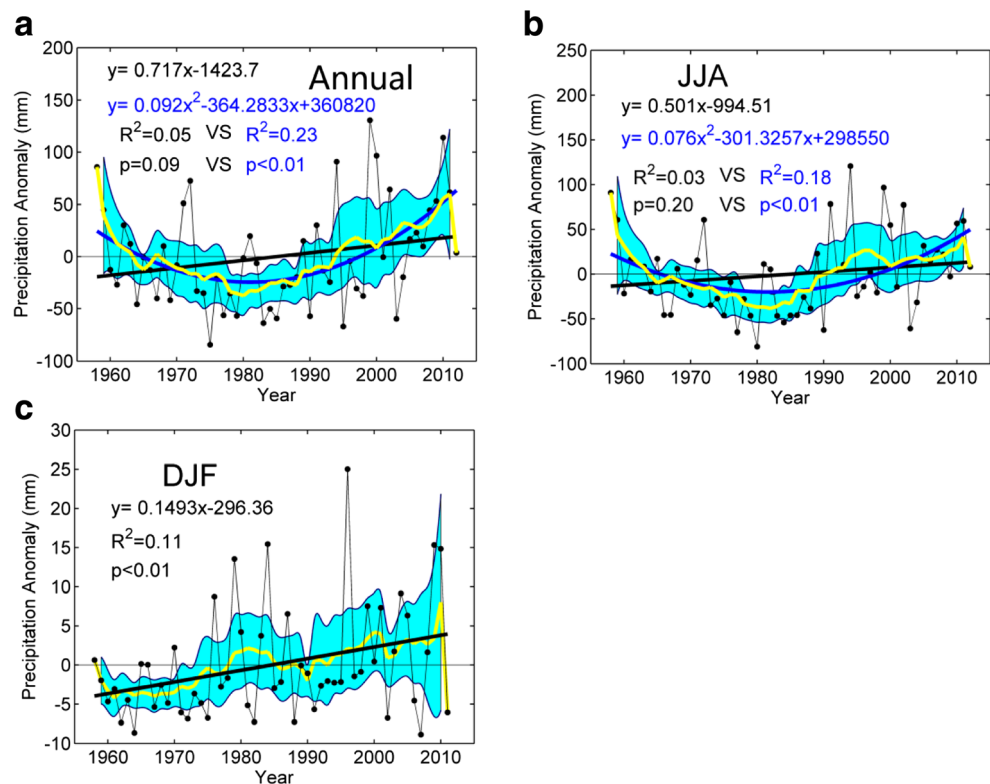 a
200
150
100
50
0
-50
-100
Precipitation Anomaly (mm)
y= 0.717x-1423.7
Annual
y= 0.092x²-364.2833x+360820
R²=0.05 VS R²=0.23
p=0.09 VS p<0.01
1960 1970 1980 1990 2000 2010
Year
b
250
200
150
100
50
0
-50
-100
Precipitation Anomaly (mm)
JJA
y= 0.501x-994.51
y= 0.076x²-301.3257x+298550
R²=0.03 VS R²=0.18
p=0.20 VS p<0.01
1960 1970 1980 1990 2000 2010
Year
c
30
25
20
15
10
5
0
-5
-10
Precipitation Anomaly (mm)
DJF
y= 0.1493x-296.36
R²=0.11
p<0.01
1960 1970 1980 1990 2000 2010
Year